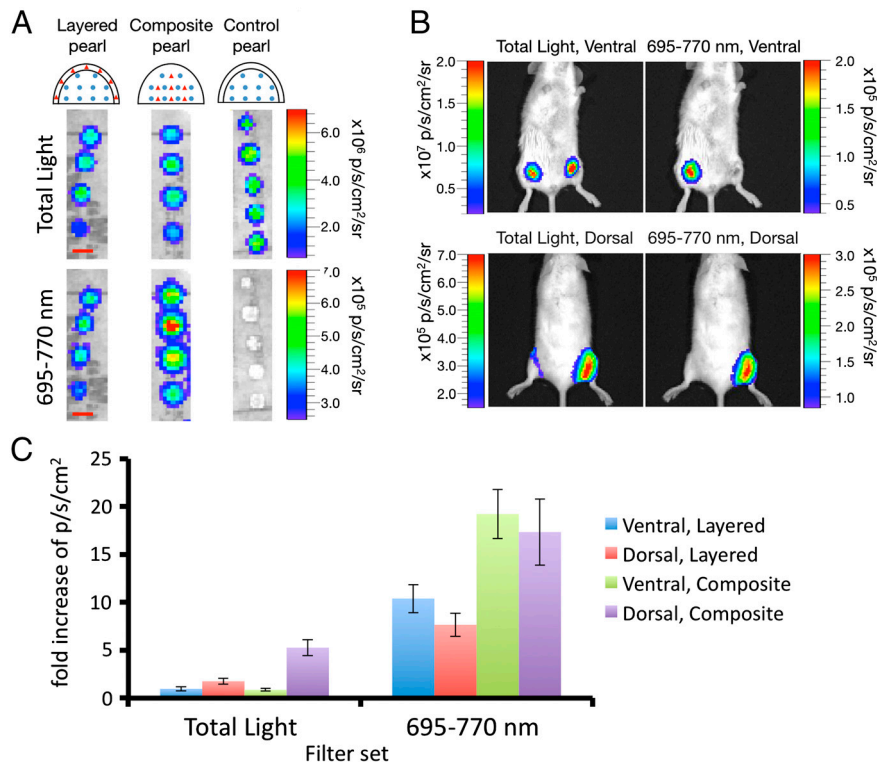 A
Layered pearl
Composite pearl
Control pearl
Total Light
6.0
4.0
2.0
x10⁶ p/s/cm²/sr
695-770 nm
7.0
6.0
5.0
4.0
3.0
x10⁵ p/s/cm²/sr
B
Total Light, Ventral
695-770 nm, Ventral
x10⁷ p/s/cm²/sr
2.0
1.5
1.0
0.5
2.0
1.5
1.0
0.5
x10⁵ p/s/cm²/sr
Total Light, Dorsal
695-770 nm, Dorsal
x10⁵ p/s/cm²/sr
7.0
6.0
5.0
4.0
3.0
2.0
3.0
2.5
2.0
1.5
1.0
x10⁵ p/s/cm²/sr
C
fold increase of p/s/cm²
25
20
15
10
5
0
Total Light
695-770 nm
Filter set
Ventral, Layered
Dorsal, Layered
Ventral, Composite
Dorsal, Composite